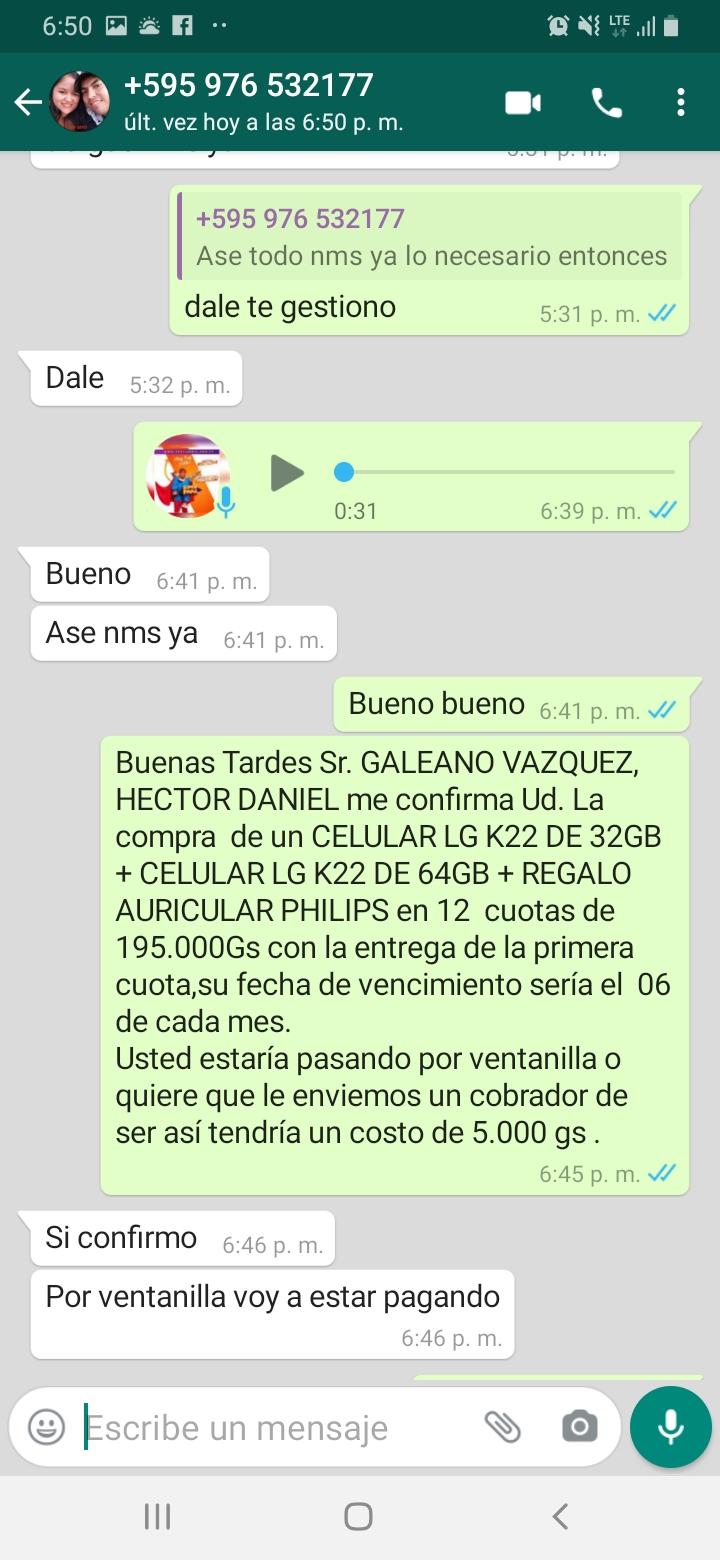 6:50
LTE
+595 976 532177
últ. vez hoy a las 6:50 p. m.
+595 976 532177
Ase todo nms ya lo necesario entonces
dale te gestiono 5:31 p. m.
Dale 5:32 p. m.
0:31 6:39 p. m.
Bueno 6:41 p. m.
Ase nms ya 6:41 p. m.
Bueno bueno 6:41 p. m.
Buenas Tardes Sr. GALEANO VAZQUEZ,
HECTOR DANIEL me confirma Ud. La
compra de un CELULAR LG K22 DE 32GB
+ CELULAR LG K22 DE 64GB + REGALO
AURICULAR PHILIPS en 12 cuotas de
195.000Gs con la entrega de la primera
cuota,su fecha de vencimiento sería el 06
de cada mes.
Usted estaría pasando por ventanilla o
quiere que le enviemos un cobrador de
ser así tendría un costo de 5.000 gs .
6:45 p. m.
Si confirmo 6:46 p. m.
Por ventanilla voy a estar pagando
6:46 p. m.
Escribe un mensaje